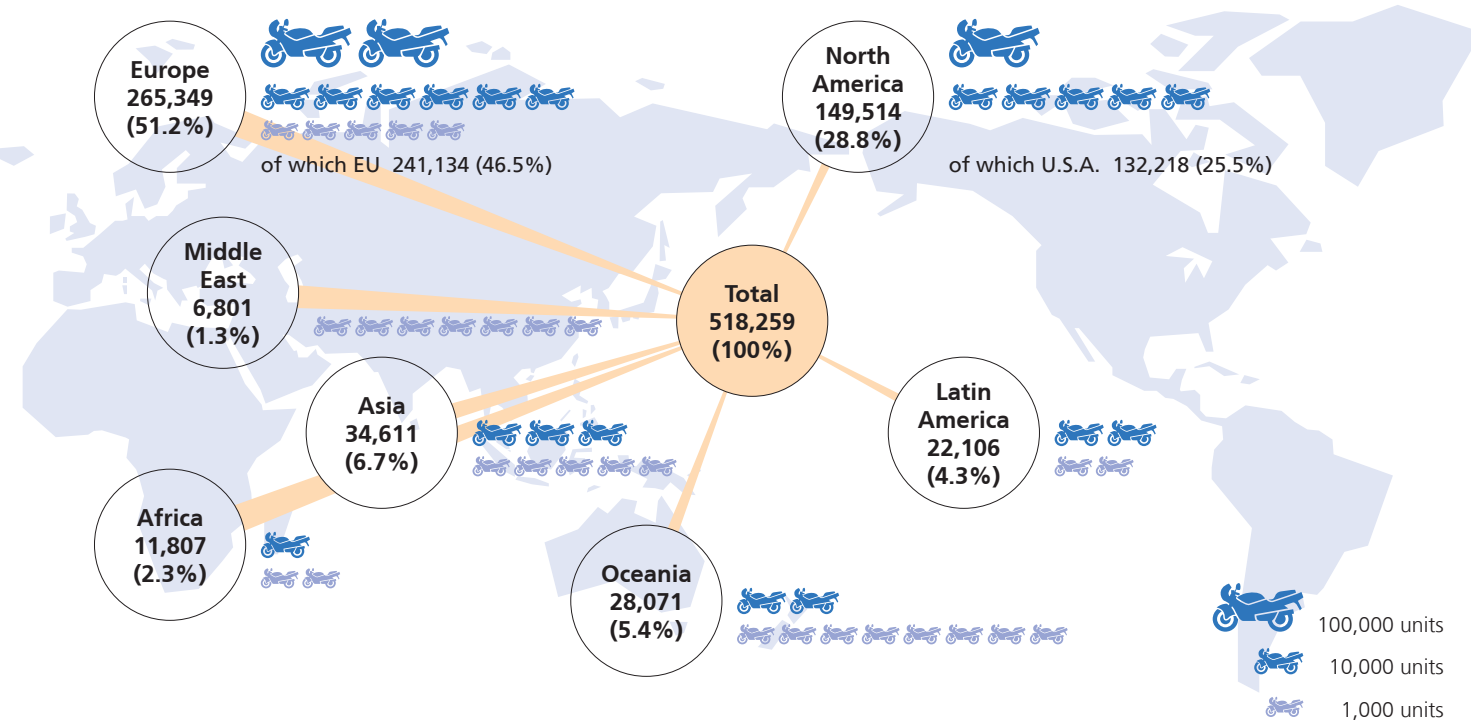 Europe
265,349
(51.2%)
of which EU 241,134 (46.5%)
North
America
149,514
(28.8%)
of which U.S.A. 132,218 (25.5%)
Middle
East
6,801
(1.3%)
Total
518,259
(100%)
Asia
34,611
(6.7%)
Latin
America
22,106
(4.3%)
Africa
11,807
(2.3%)
Oceania
28,071
(5.4%)
100,000 units
10,000 units
1,000 units